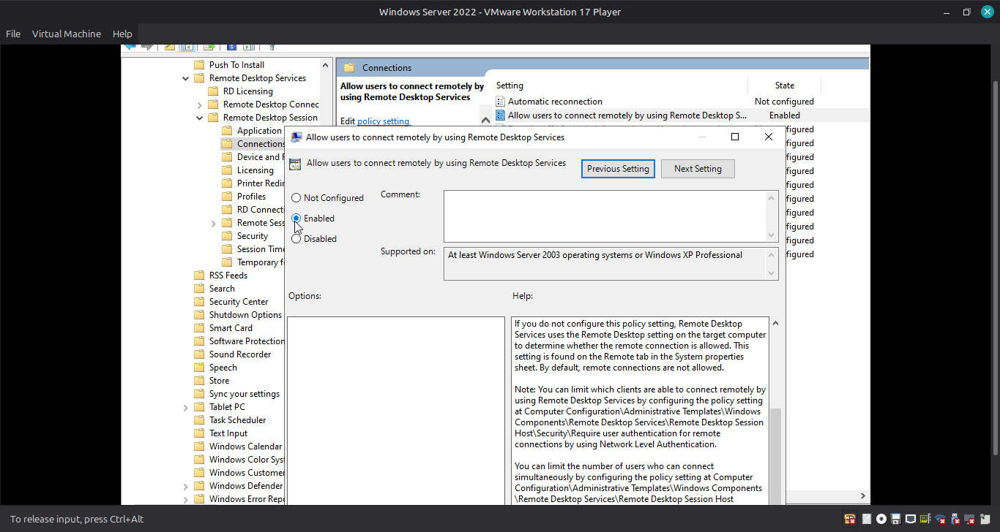 Windows Server 2022 - VMware Workstation 17 Player
File Virtual Machine Help
Push To Install
Remote Desktop Services
RD Licensing
Remote Desktop Connec
Remote Desktop Session
Application
Connections
Device and R
Licensing
Printer Redir
Profiles
RD Connecti
Remote Sess
Security
Session Time
Temporary f
RSS Feeds
Search
Security Center
Shutdown Options
Smart Card
Software Protection
Sound Recorder
Speech
Store
Sync your settings
Tablet PC
Task Scheduler
Text Input
Windows Calendar
Windows Color Syst
Windows Customer
Windows Defender
Windows Error Repo
Connections
Allow users to connect remotely by
using Remote Desktop Services
Edit policy setting
Setting State
Automatic reconnection Not configured
Allow users to connect remotely by using Remote Desktop S... Enabled
figured
figured
figured
figured
figured
figured
figured
figured
figured
figured
Allow users to connect remotely by using Remote Desktop Services
Allow users to connect remotely by using Remote Desktop Services
Previous Setting Next Setting
Not Configured
Enabled
Disabled
Comment:
Supported on:
At least Windows Server 2003 operating systems or Windows XP Professional
Options:
Help:
If you do not configure this policy setting, Remote Desktop
Services uses the Remote Desktop setting on the target computer
to determine whether the remote connection is allowed. This
setting is found on the Remote tab in the System properties
sheet. By default, remote connections are not allowed.
Note: You can limit which clients are able to connect remotely by
using Remote Desktop Services by configuring the policy setting
at Computer Configuration\Administrative Templates\Windows
Components\Remote Desktop Services\Remote Desktop Session
Host\Security\Require user authentication for remote
connections by using Network Level Authentication.
You can limit the number of users who can connect
simultaneously by configuring the policy setting at Computer
Configuration\Administrative Templates\Windows Components
\Remote Desktop Services\Remote Desktop Session Host
To release input, press Ctrl+Alt